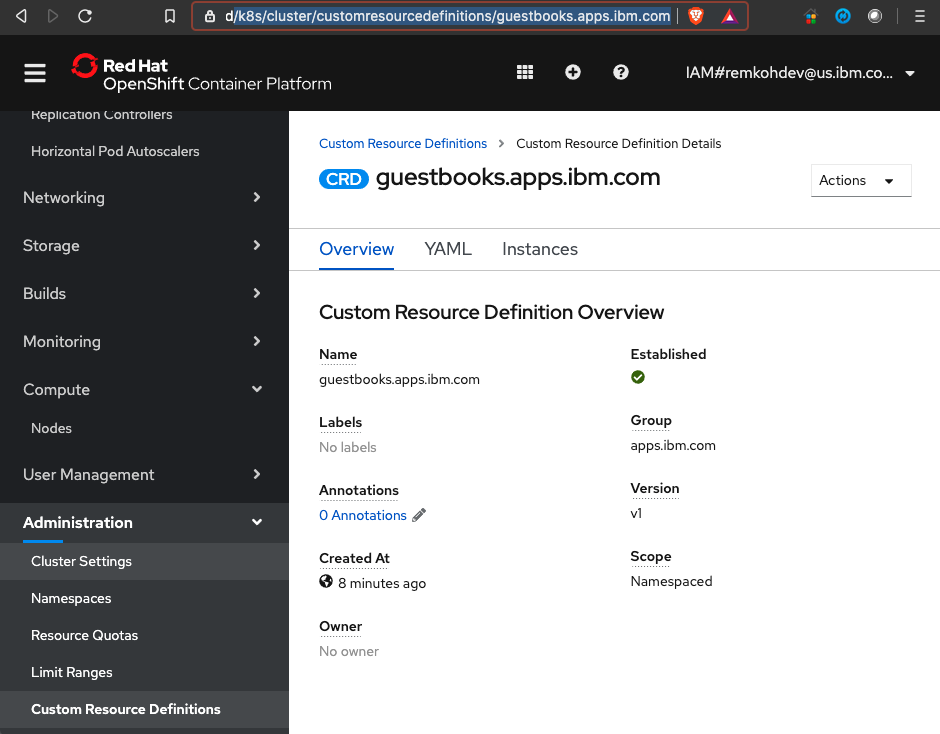 d/k8s/cluster/customresourcedefinitions/guestbooks.apps.ibm.com
Red Hat
OpenShift Container Platform
IAM#remkohdev@us.ibm.co...
Replication Controllers
Horizontal Pod Autoscalers
Networking
Storage
Builds
Monitoring
Compute
Nodes
User Management
Administration
Cluster Settings
Namespaces
Resource Quotas
Limit Ranges
Custom Resource Definitions
Custom Resource Definitions > Custom Resource Definition Details
CRD guestbooks.apps.ibm.com
Actions
Overview YAML Instances
Custom Resource Definition Overview
Name
guestbooks.apps.ibm.com
Labels
No labels
Annotations
0 Annotations
Created At
8 minutes ago
Owner
No owner
Established
Group
apps.ibm.com
Version
v1
Scope
Namespaced